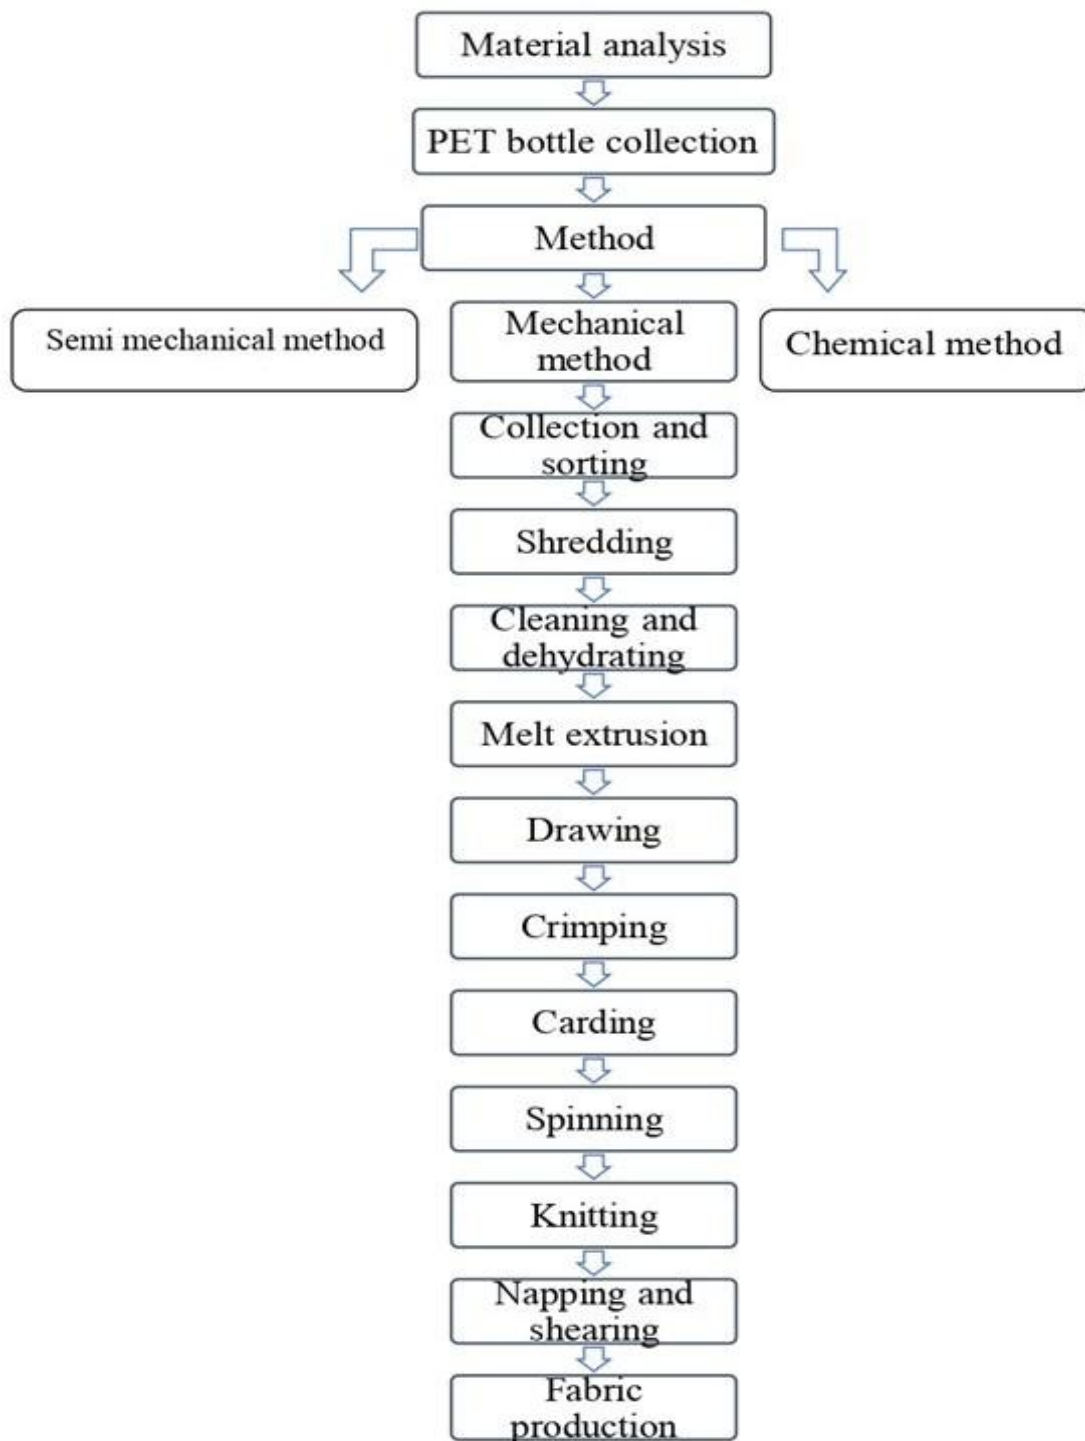 Material analysis
PET bottle collection
Method
Semi mechanical method
Mechanical
method
Chemical method
Collection and
sorting
Shredding
Cleaning and
dehydrating
Melt extrusion
Drawing
Crimping
Carding
Spinning
Knitting
Napping and
shearing
Fabric
production